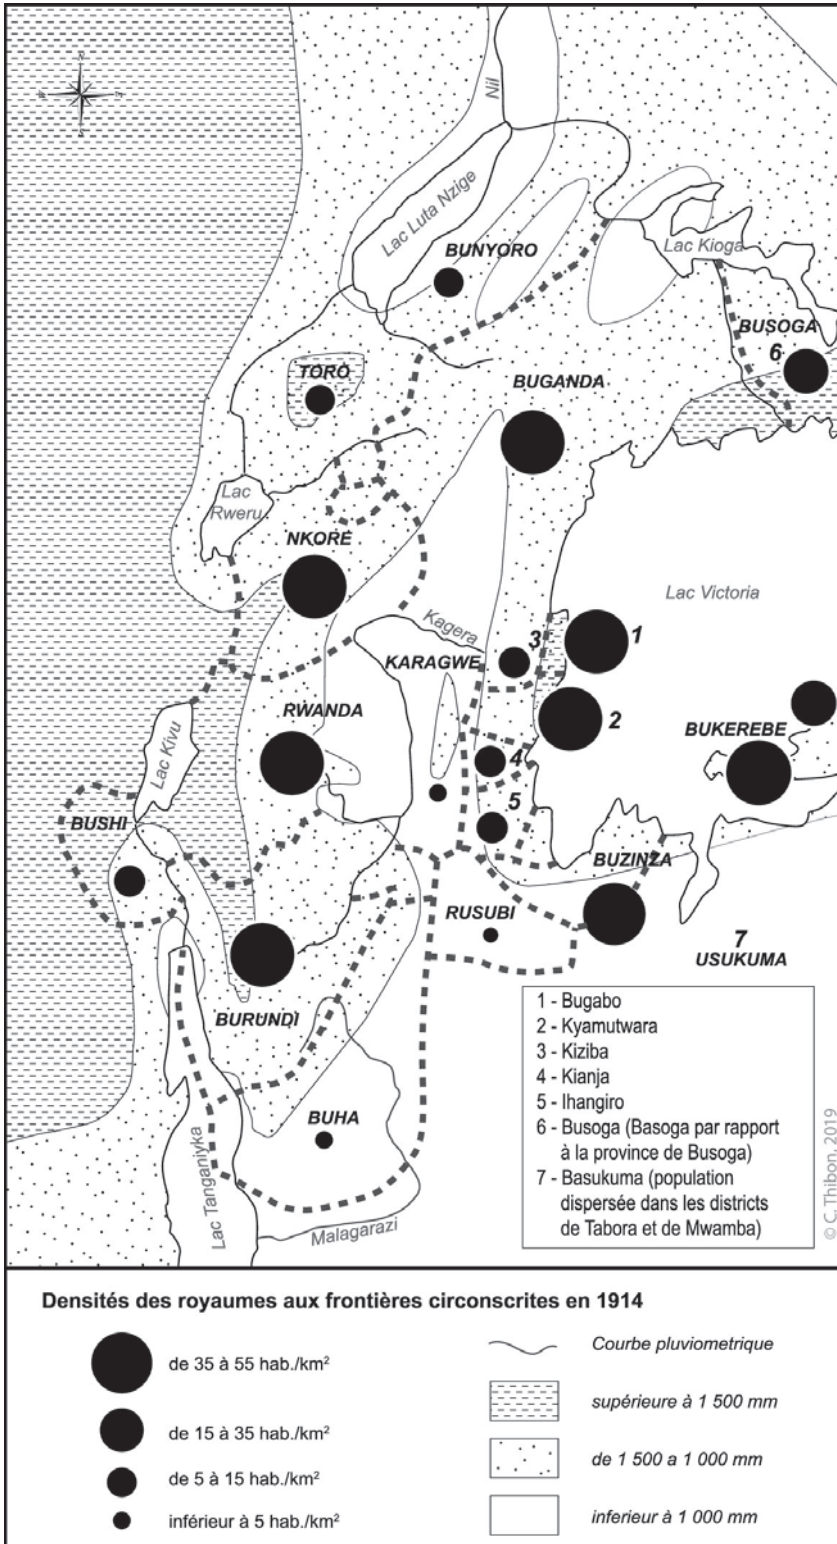 Nil
Lac Luta Nzige
BUNYORO
Lac Kioga
BUSOGA
6
TORO
BUGANDA
Lac
Rweru
NKORE
Lac Victoria
Kagera
3
1
KARAGWE
RWANDA
2
BUKEREBE
Lac Kivu
4
5
BUSHI
BUZINZA
RUSUBI
7
USUKUMA
BURUNDI
BUHA
Lac Tanganiyka
Malagarazi
1 - Bugabo
2 - Kyamutwara
3 - Kiziba
4 - Kianja
5 - Ihangiro
6 - Busoga (Basoga par rapport
à la province de Busoga)
7 - Basukuma (population
dispersée dans les districts
de Tabora et de Mwamba)
© C. Thibon, 2019
Densités des royaumes aux frontières circonscrites en 1914
de 35 à 55 hab./km²
de 15 à 35 hab./km²
de 5 à 15 hab./km²
inférieur à 5 hab./km²
Courbe pluviometrique
supérieure à 1 500 mm
de 1 500 a 1 000 mm
inferieur à 1 000 mm